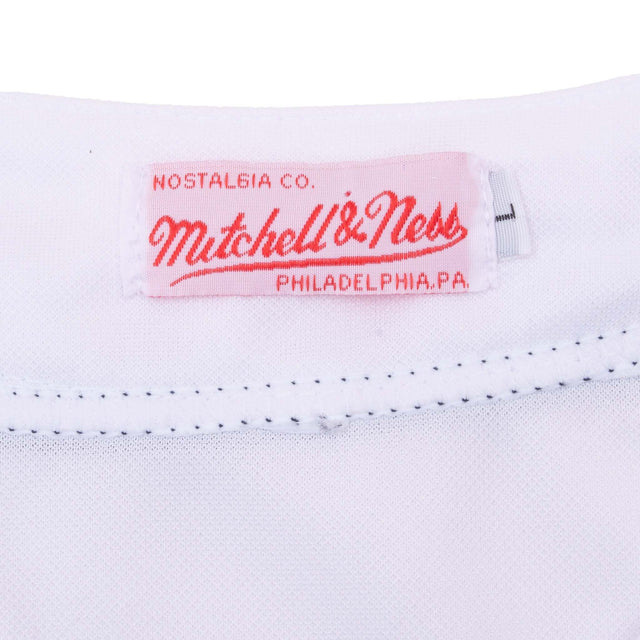 NOSTALGIA CO.
Mitchell & Ness
PHILADELPHIA, PA.
L